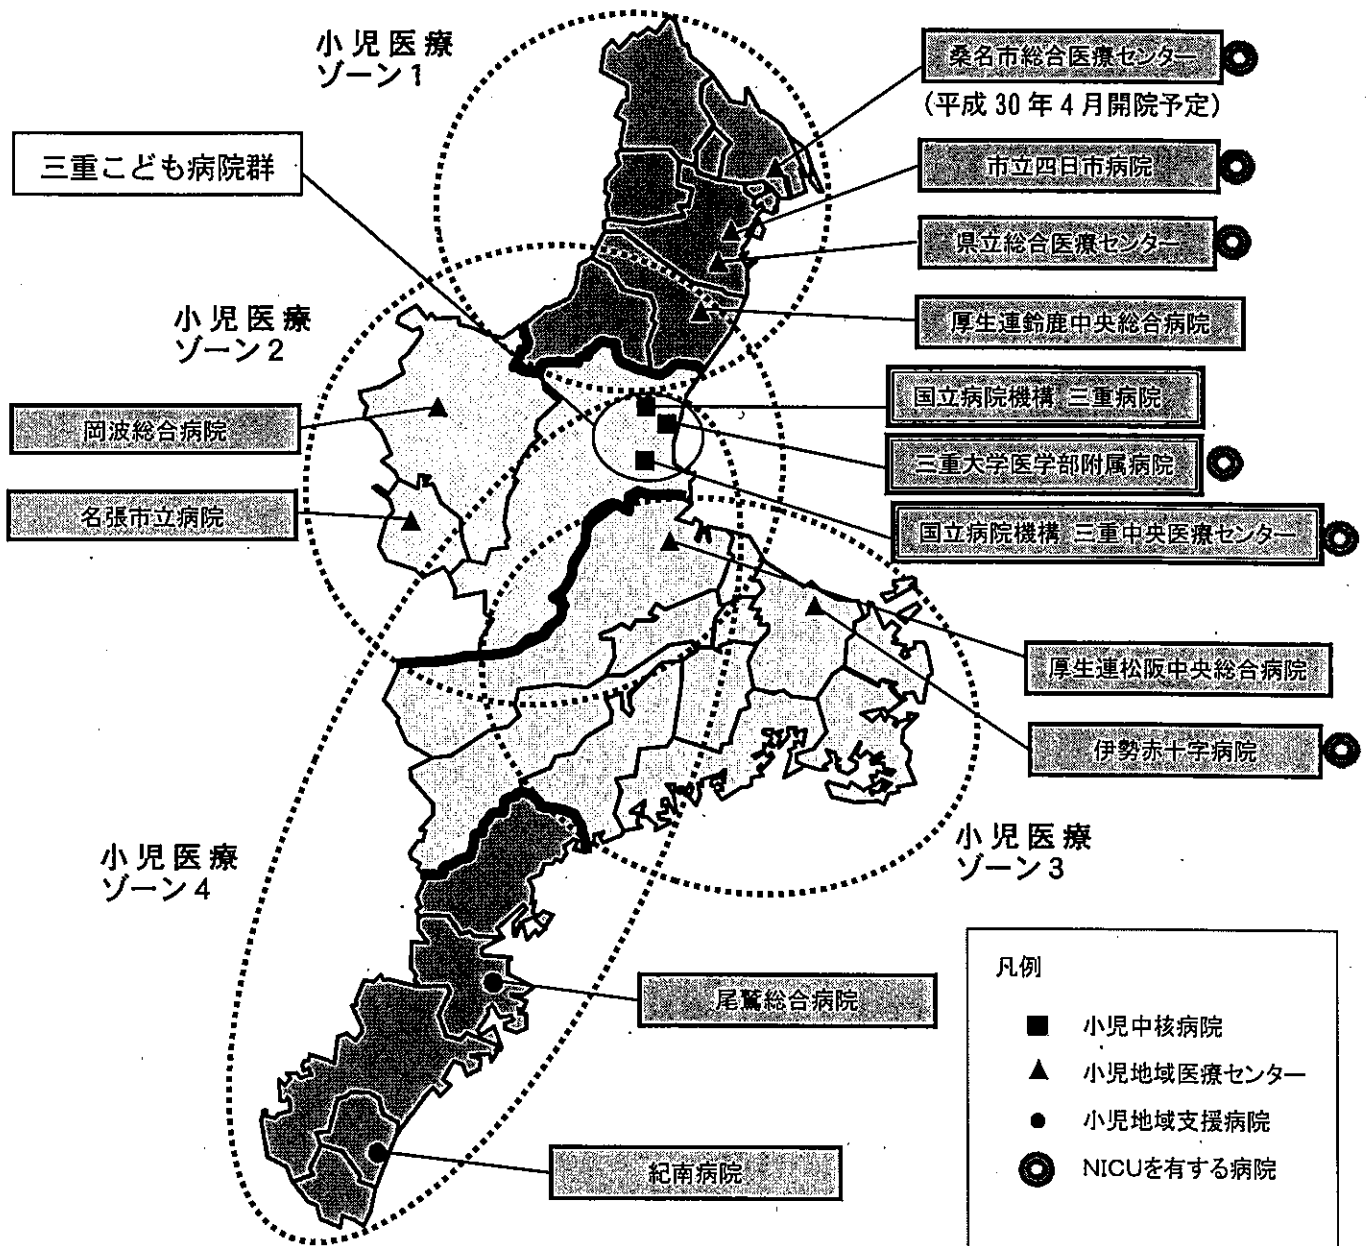 小児医療
ゾーン1
桑名市総合医療センター
(平成 30 年 4 月開院予定)
三重こども病院群
市立四日市病院
県立総合医療センター
小児医療
ゾーン2
厚生連鈴鹿中央総合病院
国立病院機構 三重病院
岡波総合病院
三重大学医学部附属病院
名張市立病院
国立病院機構 三重中央医療センター
厚生連松阪中央総合病院
伊勢赤十字病院
小児医療
ゾーン4
小児医療
ゾーン3
凡例
小児中核病院
小児地域医療センター
小児地域支援病院
NICUを有する病院
尾鷲総合病院
紀南病院